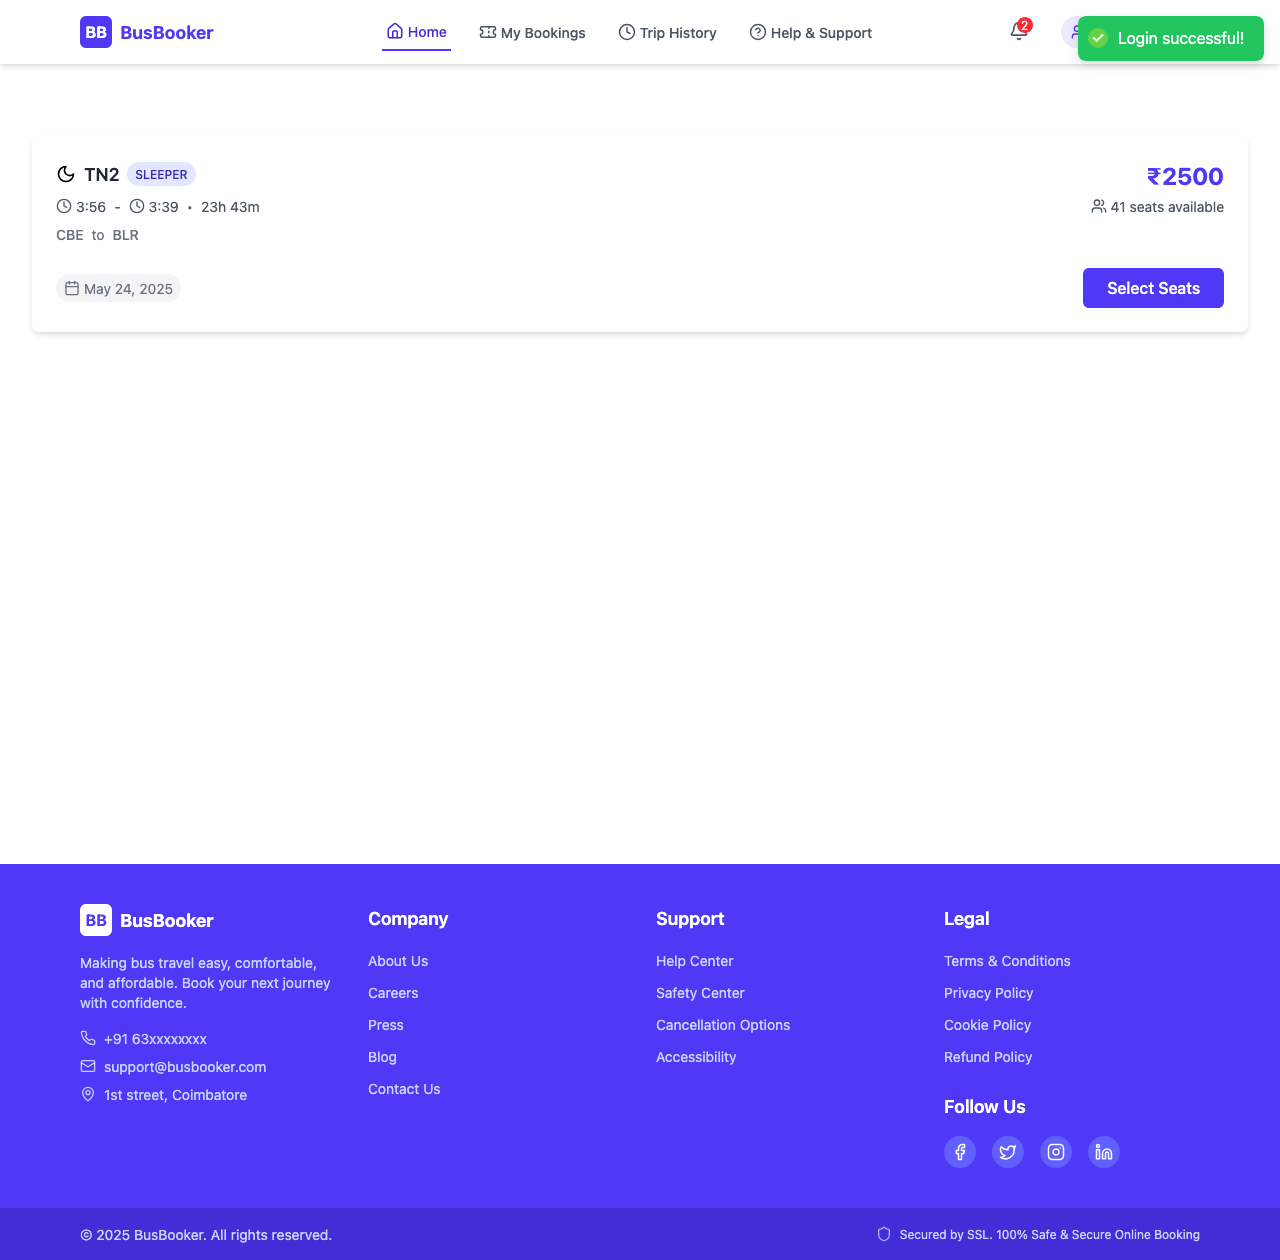 BB BusBooker Home My Bookings Trip History Help & Support 2 Login successful!
TN2 SLEEPER ₹2500
3:56 - 3:39 • 23h 43m 41 seats available
CBE to BLR
May 24, 2025 Select Seats
BB BusBooker
Making bus travel easy, comfortable,
and affordable. Book your next journey
with confidence.
+91 63xxxxxxxx
support@busbooker.com
1st street, Coimbatore
Company
About Us
Careers
Press
Blog
Contact Us
Support
Help Center
Safety Center
Cancellation Options
Accessibility
Legal
Terms & Conditions
Privacy Policy
Cookie Policy
Refund Policy
Follow Us
© 2025 BusBooker. All rights reserved. Secured by SSL. 100% Safe & Secure Online Booking